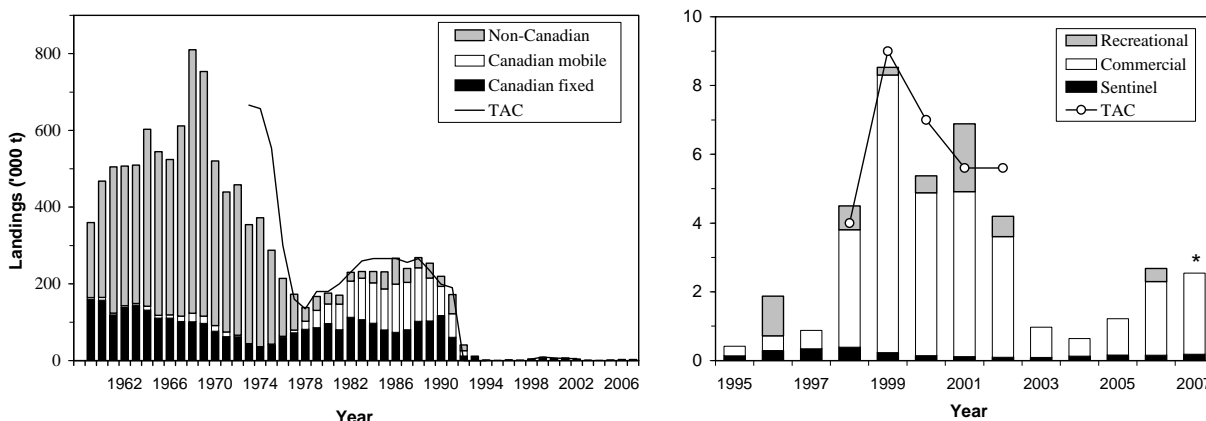 Landings ('000 t)
800
600
400
200
0
Non-Canadian
Canadian mobile
Canadian fixed
TAC
1962 1966 1970 1974 1978 1982 1986 1990 1994 1998 2002 2006
Year
10
8
6
4
2
0
Recreational
Commercial
Sentinel
TAC
*
1995 1997 1999 2001 2003 2005 2007
Year